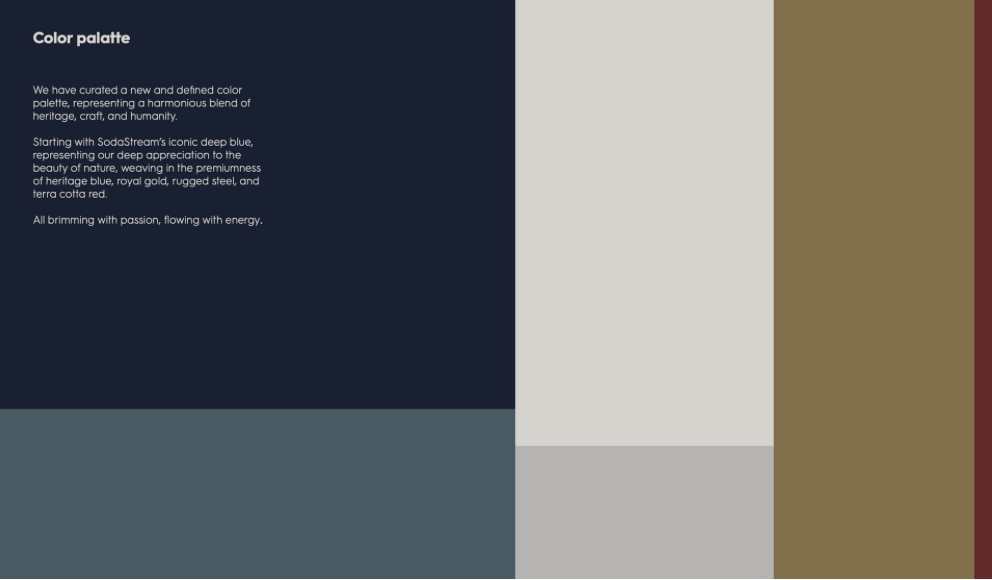 Color palatte
We have curated a new and defined color
palette, representing a harmonious blend of
heritage, craft, and humanity.
Starting with SodaStream's iconic deep blue,
representing our deep appreciation to the
beauty of nature, weaving in the premiumness
of heritage blue, royal gold, rugged steel, and
terra cotta red.
All brimming with passion, flowing with energy.